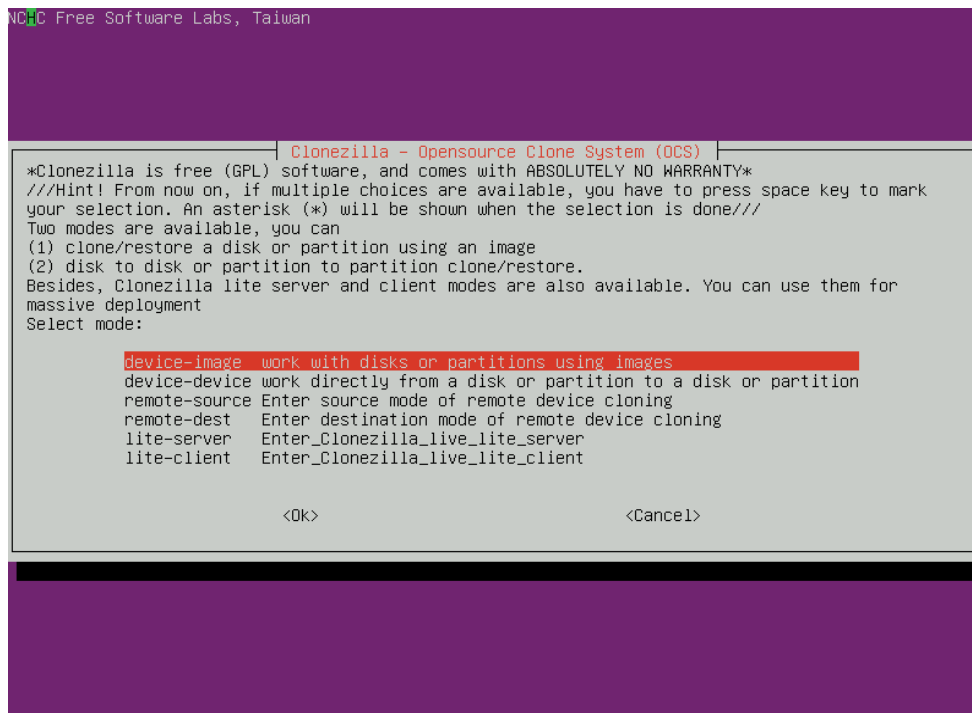 NCHC Free Software Labs, Taiwan
Clonezilla - Opensource Clone System (OCS)
*Clonezilla is free (GPL) software, and comes with ABSOLUTELY NO WARRANTY*
///Hint! From now on, if multiple choices are available, you have to press space key to mark
your selection. An asterisk (*) will be shown when the selection is done///
Two modes are available, you can
(1) clone/restore a disk or partition using an image
(2) disk to disk or partition to partition clone/restore.
Besides, Clonezilla lite server and client modes are also available. You can use them for
massive deployment
Select mode:
device-image work with disks or partitions using images
device-device work directly from a disk or partition to a disk or partition
remote-source Enter source mode of remote device cloning
remote-dest Enter destination mode of remote device cloning
lite-server Enter_Clonezilla_live_lite_server
lite-client Enter_Clonezilla_live_lite_client
<Ok> <Cancel>